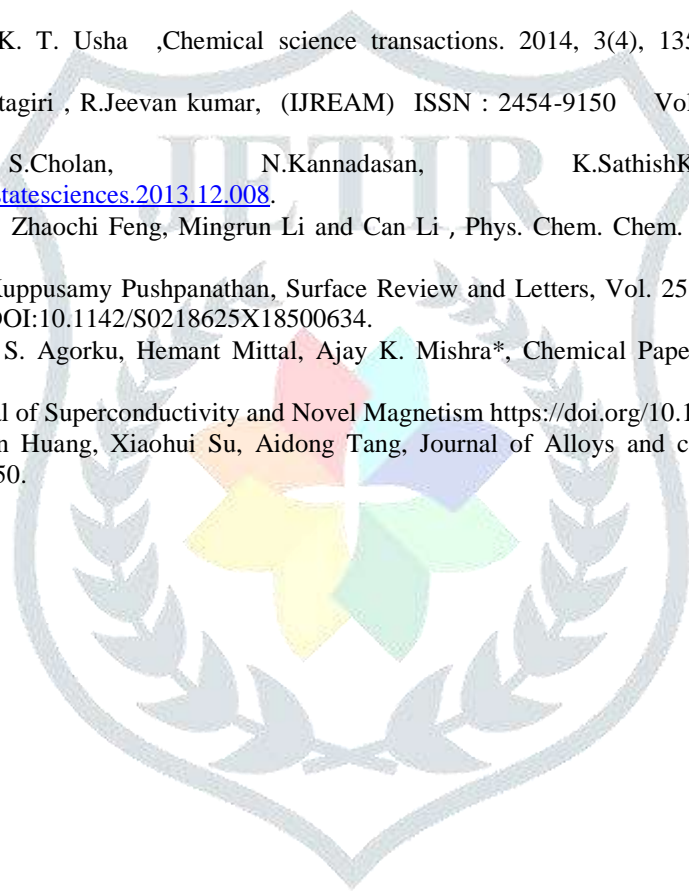 K. T. Usha ,Chemical science transactions. 2014, 3(4), 135
tagiri , R.Jeevan kumar, (IJREAM) ISSN : 2454-9150 Vol
S.Cholan, N.Kannadasan, K.SathishK
statesciences.2013.12.008.
Zhaochi Feng, Mingrun Li and Can Li , Phys. Chem. Chem.
Kuppusamy Pushpanathan, Surface Review and Letters, Vol. 25
DOI:10.1142/S0218625X18500634.
S. Agorku, Hemant Mittal, Ajay K. Mishra*, Chemical Pape
al of Superconductivity and Novel Magnetism https://doi.org/10.1
n Huang, Xiaohui Su, Aidong Tang, Journal of Alloys and c
50.
JETIR